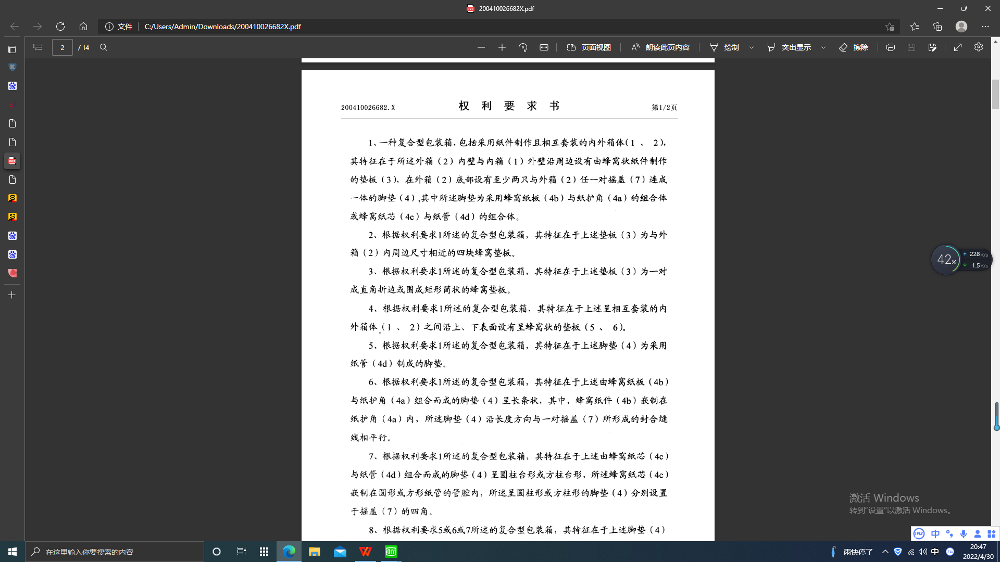 200410026682X.pdf
文件
C:/Users/Admin/Downloads/200410026682X.pdf
2 / 14
页面视图
朗读此页内容
绘制
突出显示
擦除
200410026682.X 权利要求书 第1/2页
1、一种复合型包装箱,包括采用纸件制作且相互套装的内外箱体(1 、 2),
其特征在于所述外箱(2)内壁与内箱(1)外壁沿周边设有由蜂窝状纸件制作
的垫板(3),在外箱(2)底部设有至少两只与外箱(2)任一对摇盖(7)连成
一体的脚垫(4),其中所述脚垫为采用蜂窝纸板(4b)与纸护角(4a)的组合体
或蜂窝纸芯(4c)与纸管(4d)的组合体。
2、根据权利要求1所述的复合型包装箱,其特征在于上述垫板(3)为与外
箱(2)内周边尺寸相近的四块蜂窝垫板。
3、根据权利要求1所述的复合型包装箱,其特征在于上述垫板(3)为一对
成直角折边或围成矩形筒状的蜂窝垫板。
4、根据权利要求1所述的复合型包装箱,其特征在于上述呈相互套装的内
外箱体(1 、 2)之间沿上、下表面设有呈蜂窝状的垫板(5 、 6)。
5、根据权利要求1所述的复合型包装箱,其特征在于上述脚垫(4)为采用
纸管(4d)制成的脚垫。
6、根据权利要求1所述的复合型包装箱,其特征在于上述由蜂窝纸板(4b)
与纸护角(4a)组合而成的脚垫(4)呈长条状,其中,蜂窝纸件(4b)嵌制在
纸护角(4a)内,所述脚垫(4)沿长度方向与一对摇盖(7)所形成的封合缝
线相平行。
7、根据权利要求1所述的复合型包装箱,其特征在于上述由蜂窝纸芯(4c)
与纸管(4d)组合而成的脚垫(4)呈圆柱台形或方柱台形,所述蜂窝纸芯(4c)
嵌制在圆形或方形纸管的管腔内,所述呈圆柱形或方柱形的脚垫(4)分别设置
于摇盖(7)的四角。
8、根据权利要求5或6或7所述的复合型包装箱,其特征在于上述脚垫(4)
42%
228K/s
1.5K/s
激活 Windows
转到“设置”以激活 Windows。
iFLY 中
在这里输入你要搜索的内容
雨快停了
中
20:47
2022/4/30